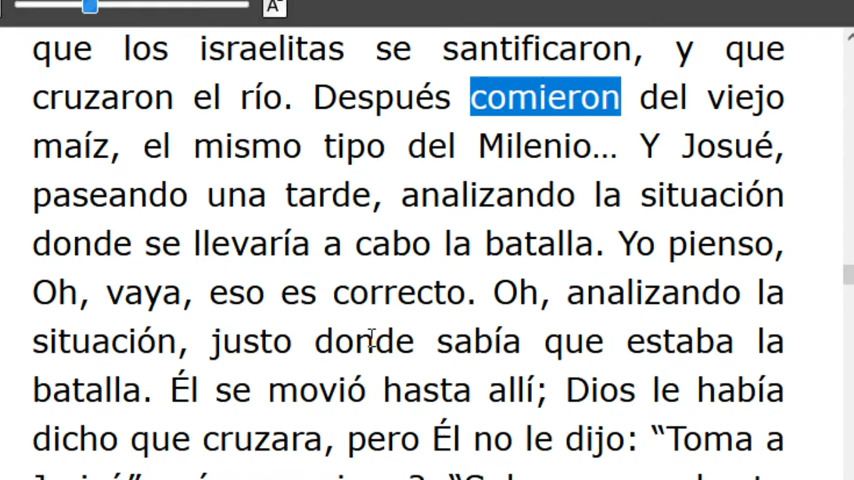 A
que los israelitas se santificaron, y que
cruzaron el río. Después comieron del viejo
maíz, el mismo tipo del Milenio... Y Josué,
paseando una tarde, analizando la situación
donde se llevaría a cabo la batalla. Yo pienso,
Oh, vaya, eso es correcto. Oh, analizando la
situación, justo donde sabía que estaba la
batalla. Él se movió hasta allí; Dios le había
dicho que cruzara, pero Él no le dijo: “Toma a